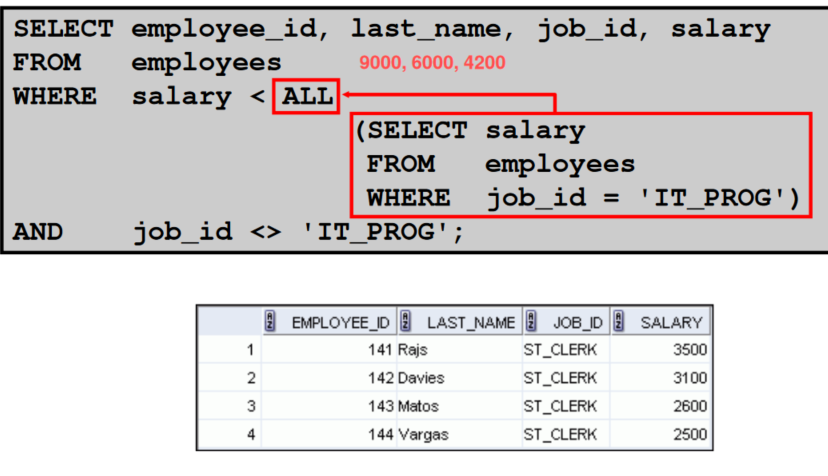 SELECT employee_id, last_name, job_id, salary
FROM employees 9000, 6000, 4200
WHERE salary < ALL
(SELECT salary
FROM employees
WHERE job_id = 'IT_PROG')
AND job_id <> 'IT_PROG';
EMPLOYEE_ID LAST_NAME JOB_ID SALARY
1 141 Rajs ST_CLERK 3500
2 142 Davies ST_CLERK 3100
3 143 Matos ST_CLERK 2600
4 144 Vargas ST_CLERK 2500